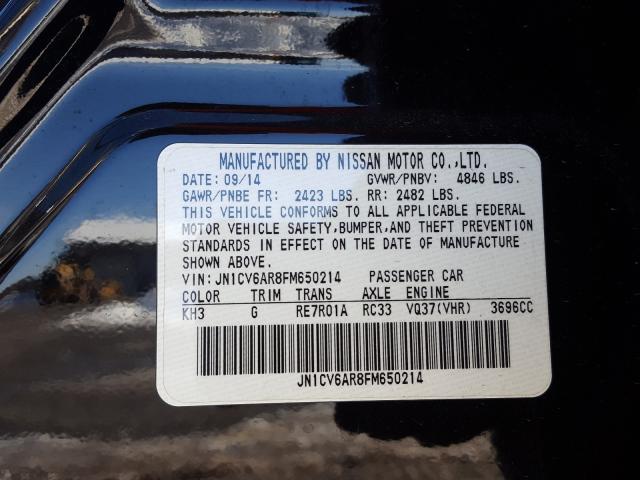 MANUFACTURED BY NISSAN MOTOR CO.,LTD.
DATE: 09/14 GVWR/PNBV: 4846 LBS.
GAWR/PNBE FR: 2423 LBS. RR: 2482 LBS.
THIS VEHICLE CONFORMS TO ALL APPLICABLE FEDERAL
MOTOR VEHICLE SAFETY,BUMPER,AND THEFT PREVENTION
STANDARDS IN EFFECT ON THE DATE OF MANUFACTURE
SHOWN ABOVE.
VIN: JN1CV6AR8FM650214 PASSENGER CAR
COLOR TRIM TRANS AXLE ENGINE
KH3 G RE7R01A RC33 VQ37(VHR) 3696CC
JN1CV6AR8FM650214